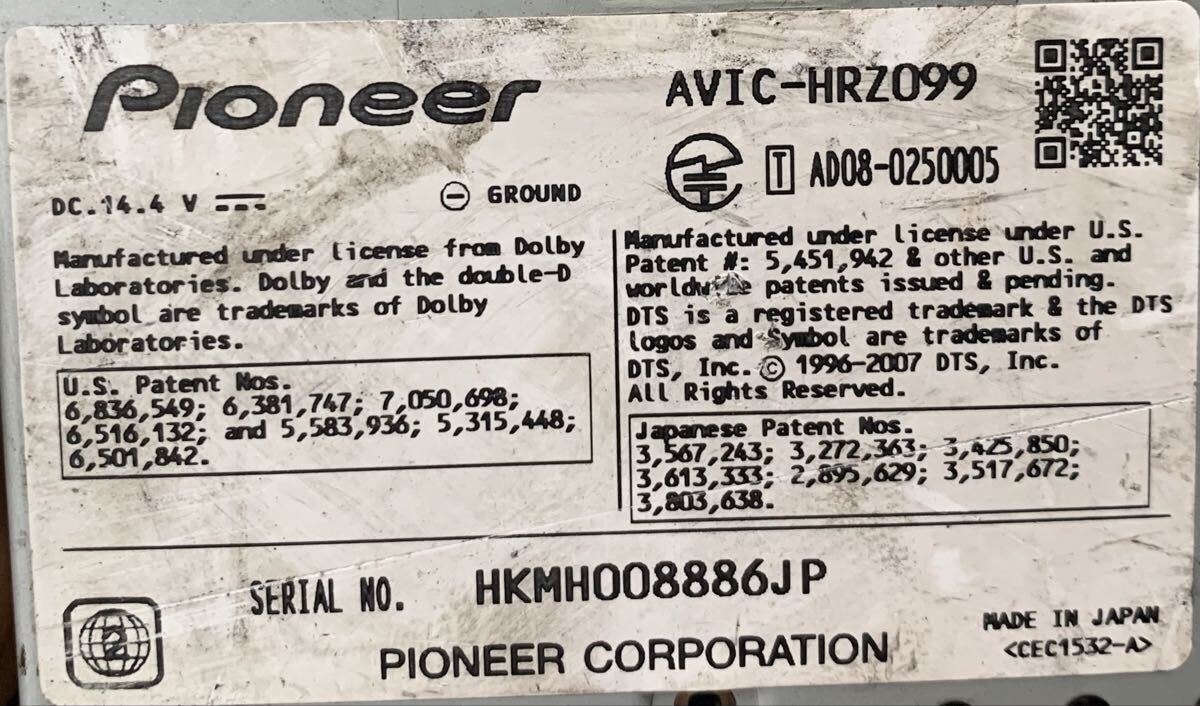 Pioneer
AVIC-HRZ099
T AD08-0250005
DC.14.4 V
⊖ GROUND
Manufactured under license from Dolby
Laboratories. Dolby and the double-D
symbol are trademarks of Dolby
Laboratories.
U.S. Patent Nos.
6,836,549; 6,381,747; 7,050,698;
6,516,132; and 5,583,936; 5,315,448;
6,501,842.
Manufactured under license under U.S.
Patent #: 5,451,942 & other U.S. and
worldwide patents issued & pending.
DTS is a registered trademark & the DTS
logos and Symbol are trademarks of
DTS, Inc. © 1996-2007 DTS, Inc.
All Rights Reserved.
Japanese Patent Nos.
3,567,243; 3,272,363; 3,425,850;
3,613,333; 2,895,629; 3,517,672;
3,803,638.
SERIAL NO. HKMH008886JP
2
PIONEER CORPORATION
MADE IN JAPAN
<CEC1532-A>